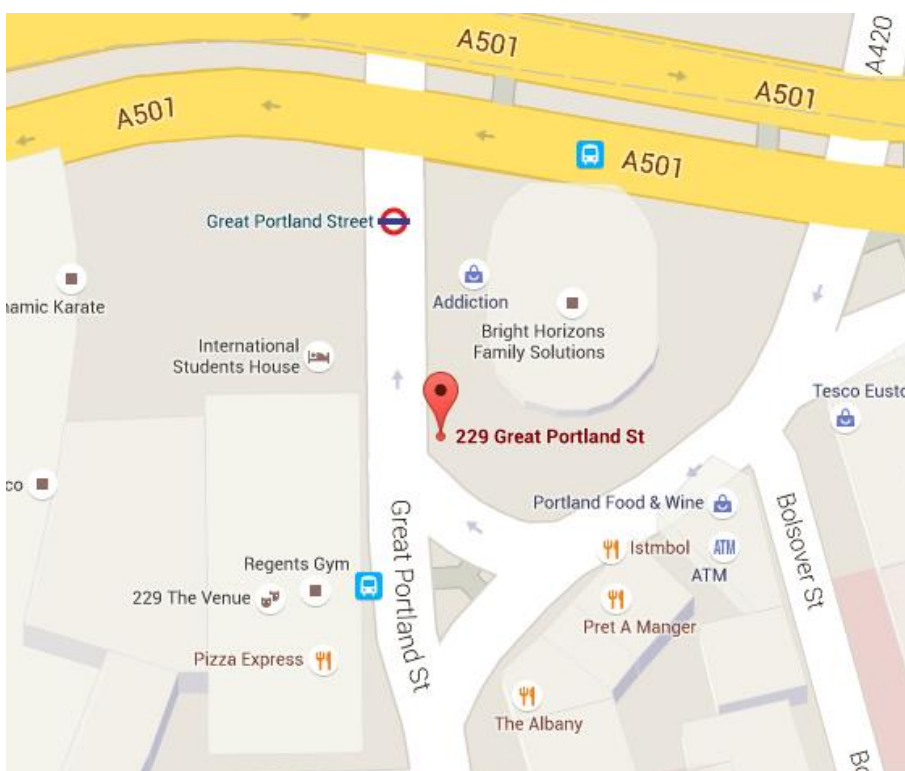 A501
A420
A501
A501
A501
Great Portland Street
namic Karate
Addiction
Bright Horizons
Family Solutions
International
Students House
Tesco Eusto
229 Great Portland St
co
Portland Food & Wine
Bolsover St
Great Portland St
Istmbol
ATM
ATM
Regents Gym
229 The Venue
Pret A Manger
Pizza Express
The Albany
Bo